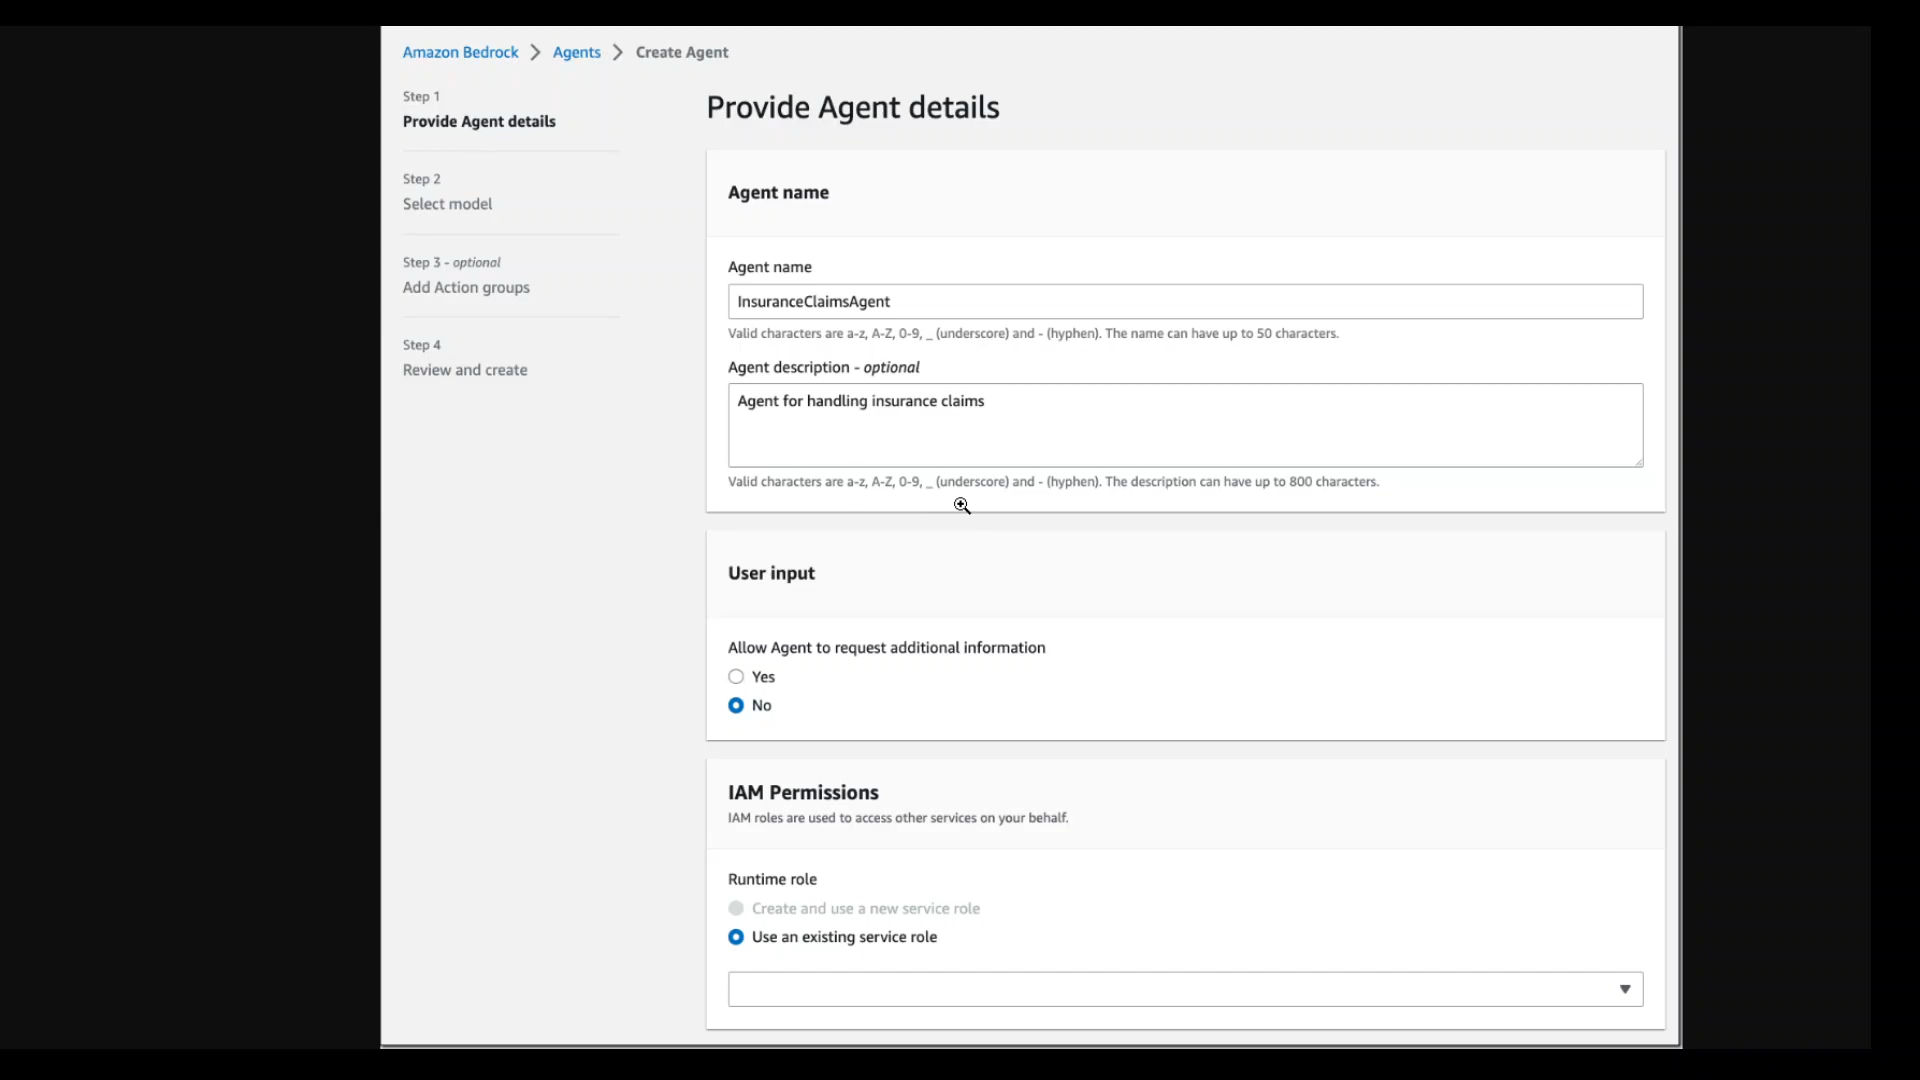 Amazon Bedrock > Agents > Create Agent
Step 1
Provide Agent details
Step 2
Select model
Step 3 - optional
Add Action groups
Step 4
Review and create
Provide Agent details
Agent name
Agent name
InsuranceClaimsAgent
Valid characters are a-z, A-Z, 0-9, _ (underscore) and - (hyphen). The name can have up to 50 characters.
Agent description - optional
Agent for handling insurance claims
Valid characters are a-z, A-Z, 0-9, _ (underscore) and - (hyphen). The description can have up to 800 characters.
User input
Allow Agent to request additional information
Yes
No
IAM Permissions
IAM roles are used to access other services on your behalf.
Runtime role
Create and use a new service role
Use an existing service role